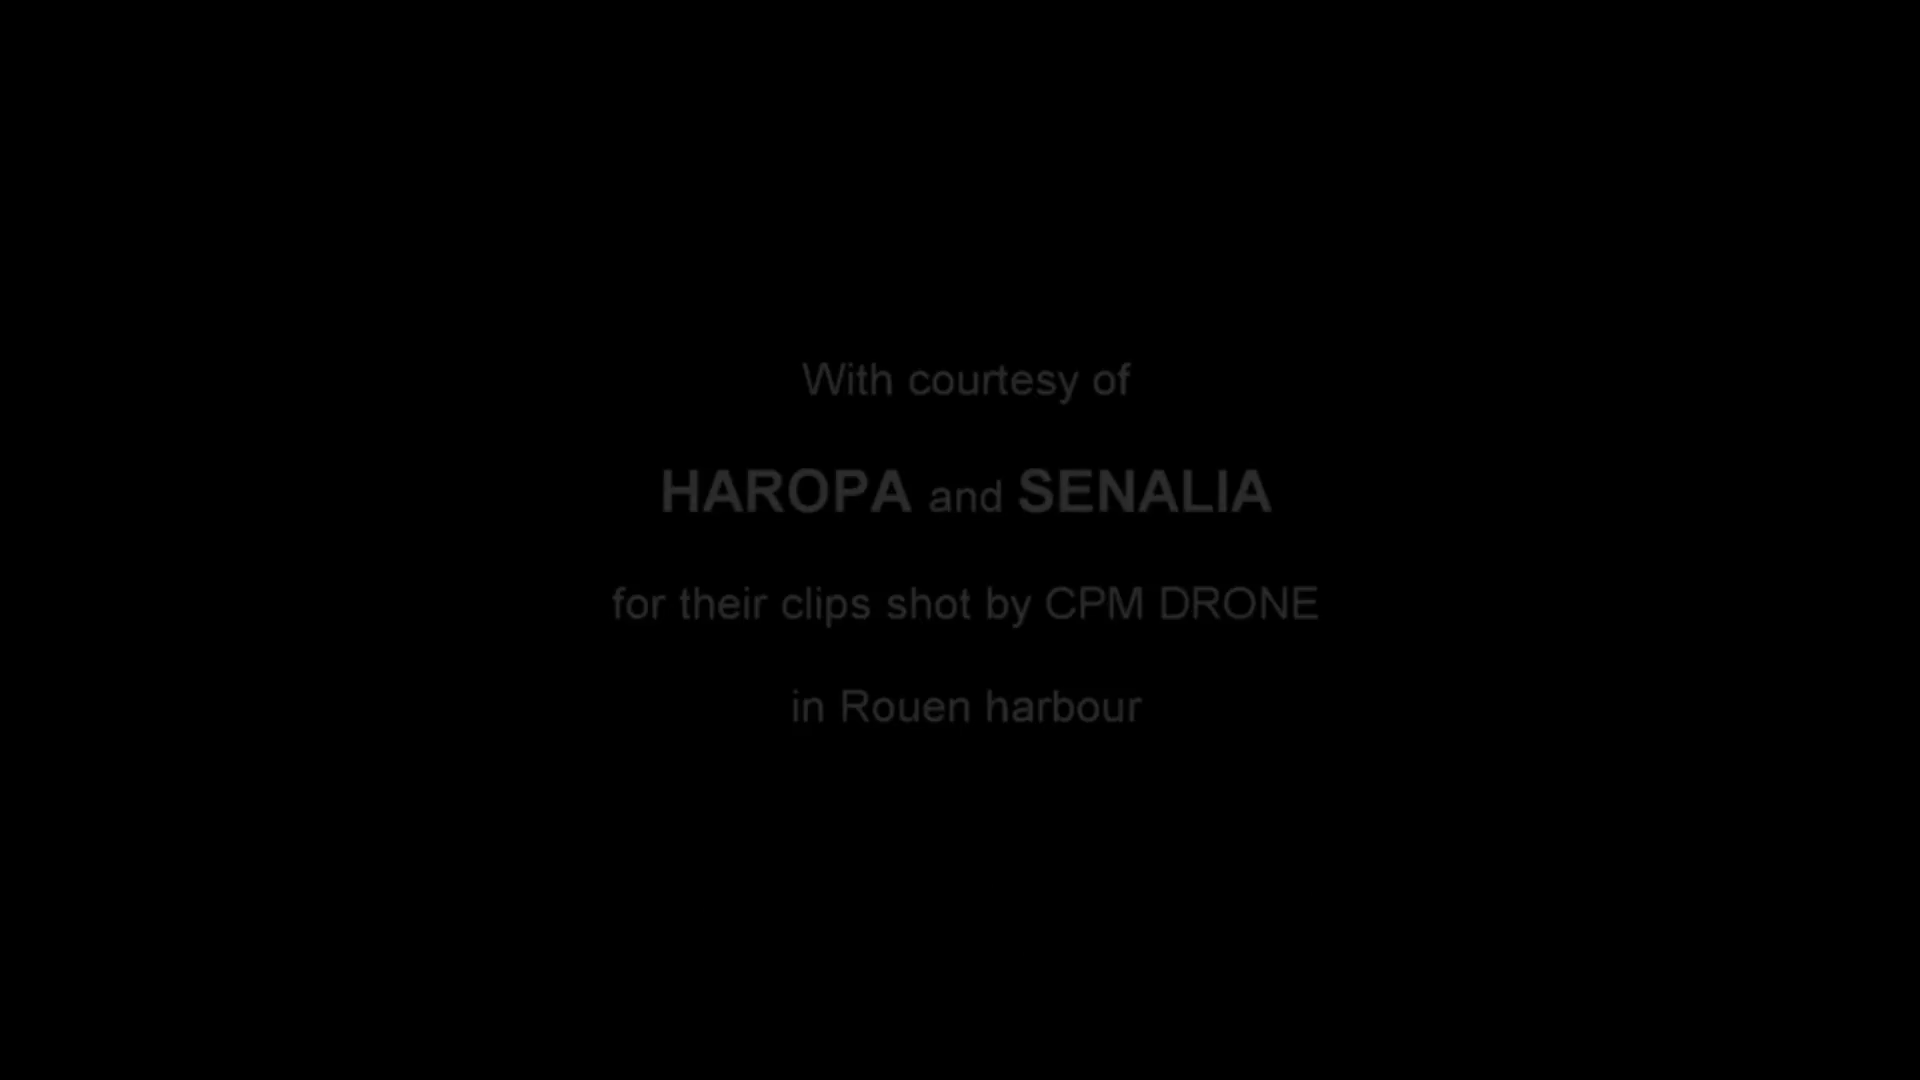 With courtesy of
HAROPA and SENALIA
for their clips shot by CPM DRONE
in Rouen harbour